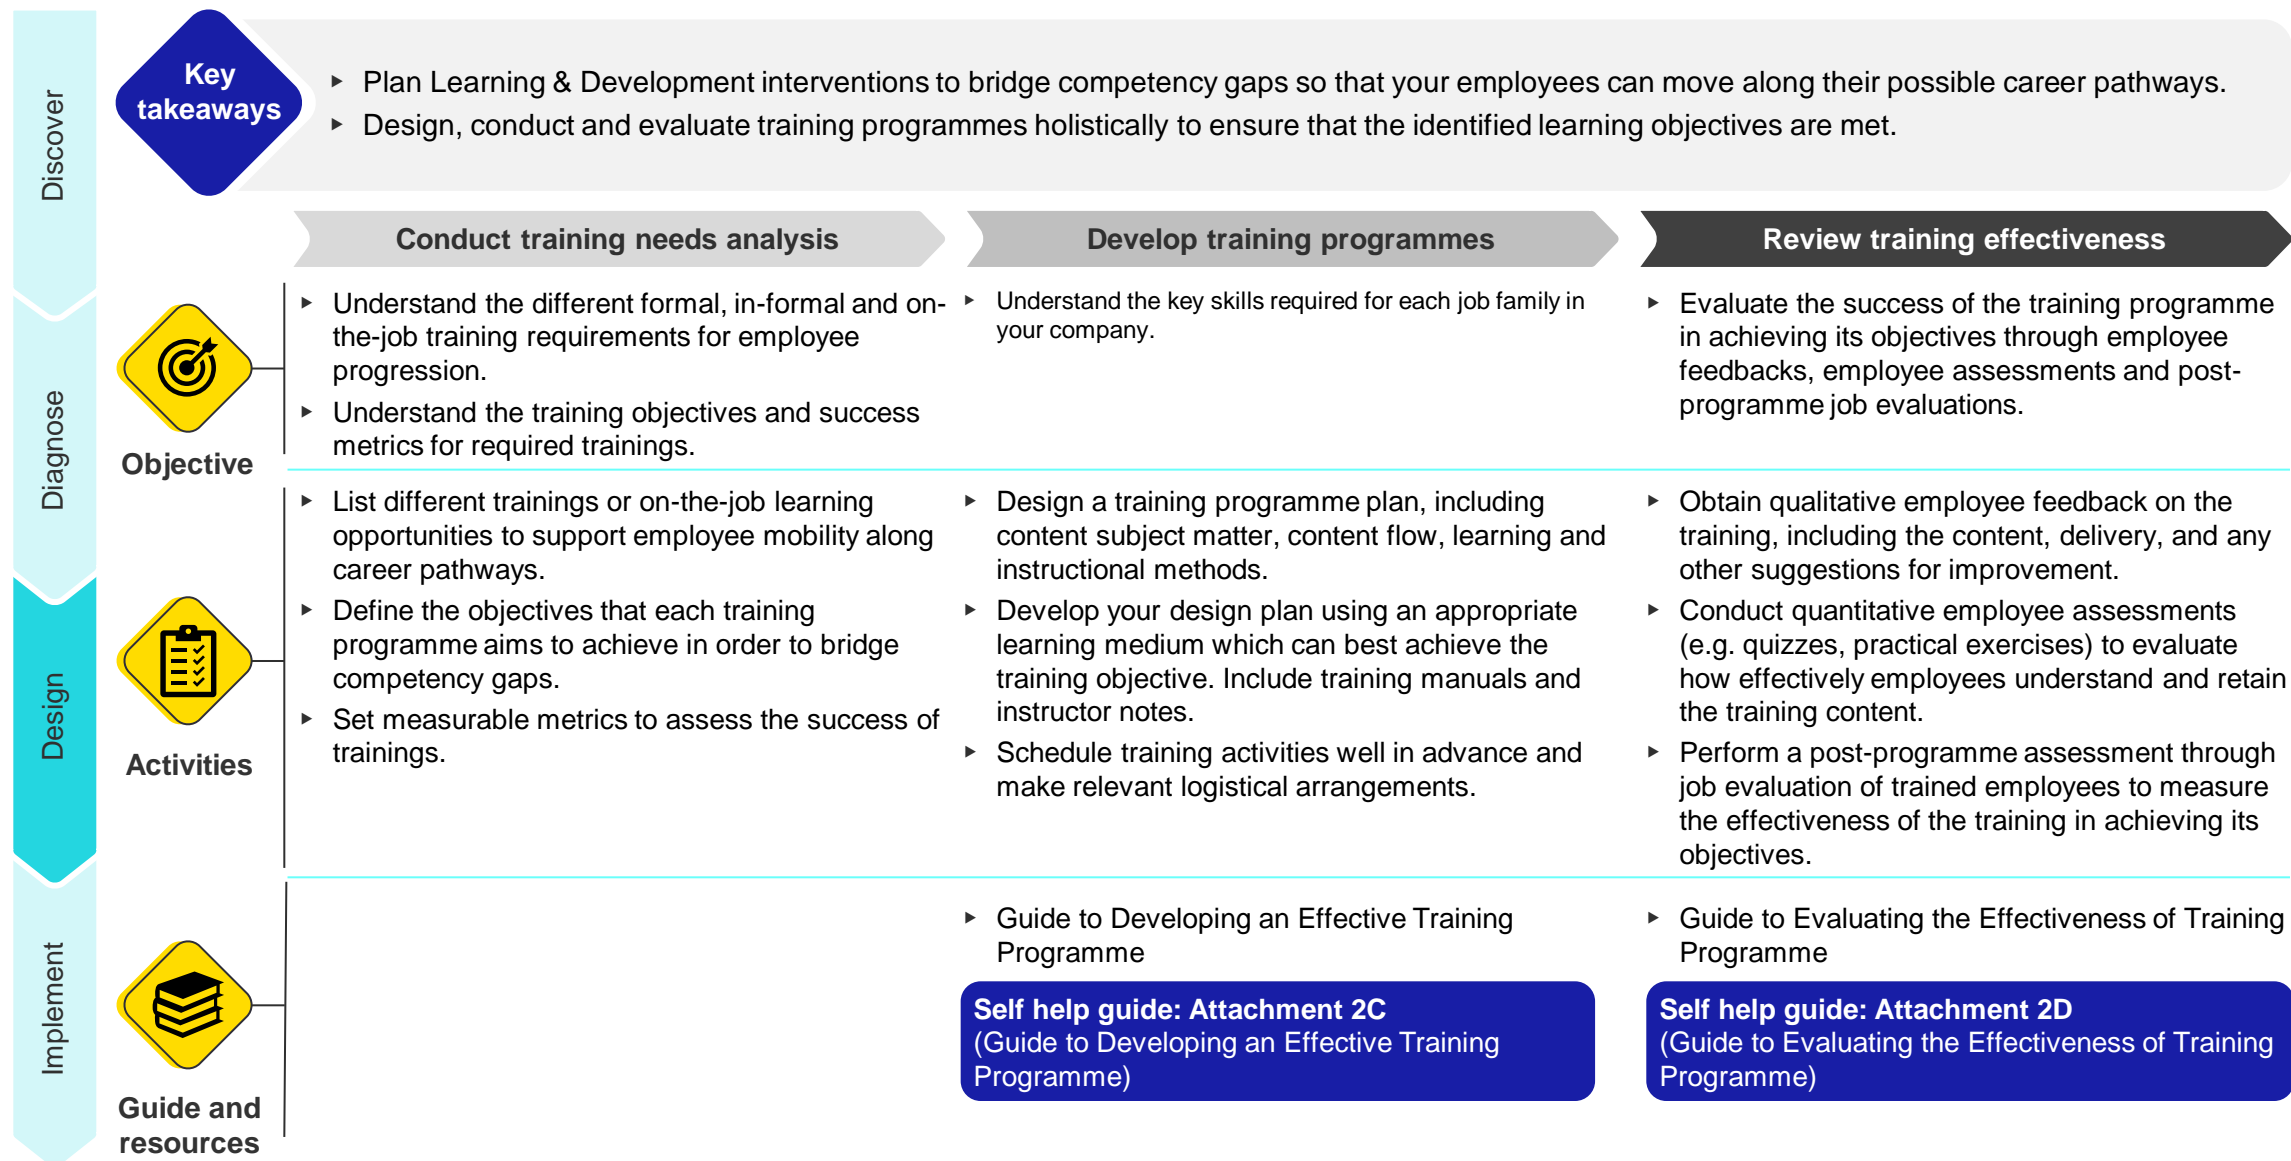 Discover
Diagnose
Design
Implement
Key
takeaways
▸ Plan Learning & Development interventions to bridge competency gaps so that your employees can move along their possible career pathways.
▸ Design, conduct and evaluate training programmes holistically to ensure that the identified learning objectives are met.
Conduct training needs analysis
Develop training programmes
Review training effectiveness
Objective
▸ Understand the different formal, in-formal and on-
the-job training requirements for employee
progression.
▸ Understand the training objectives and success
metrics for required trainings.
▸ Understand the key skills required for each job family in
your company.
▸ Evaluate the success of the training programme
in achieving its objectives through employee
feedbacks, employee assessments and post-
programme job evaluations.
Activities
▸ List different trainings or on-the-job learning
opportunities to support employee mobility along
career pathways.
▸ Define the objectives that each training
programme aims to achieve in order to bridge
competency gaps.
▸ Set measurable metrics to assess the success of
trainings.
▸ Design a training programme plan, including
content subject matter, content flow, learning and
instructional methods.
▸ Develop your design plan using an appropriate
learning medium which can best achieve the
training objective. Include training manuals and
instructor notes.
▸ Schedule training activities well in advance and
make relevant logistical arrangements.
▸ Obtain qualitative employee feedback on the
training, including the content, delivery, and any
other suggestions for improvement.
▸ Conduct quantitative employee assessments
(e.g. quizzes, practical exercises) to evaluate
how effectively employees understand and retain
the training content.
▸ Perform a post-programme assessment through
job evaluation of trained employees to measure
the effectiveness of the training in achieving its
objectives.
Guide and
resources
▸ Guide to Developing an Effective Training
Programme
Self help guide: Attachment 2C
(Guide to Developing an Effective Training
Programme)
▸ Guide to Evaluating the Effectiveness of Training
Programme
Self help guide: Attachment 2D
(Guide to Evaluating the Effectiveness of Training
Programme)